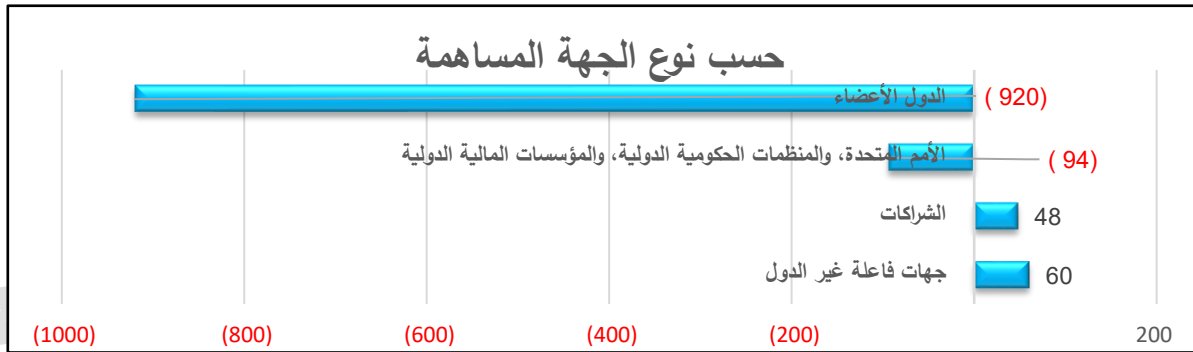 حسب نوع الجهة المساهمة
الدول الأعضاء
(920 )
الأمم المتحدة، والمنظمات الحكومية الدولية، والمؤسسات المالية الدولية
(94 )
الشراكات
48
جهات فاعلة غير الدول
60
(1000)
(800)
(600)
(400)
(200)
200